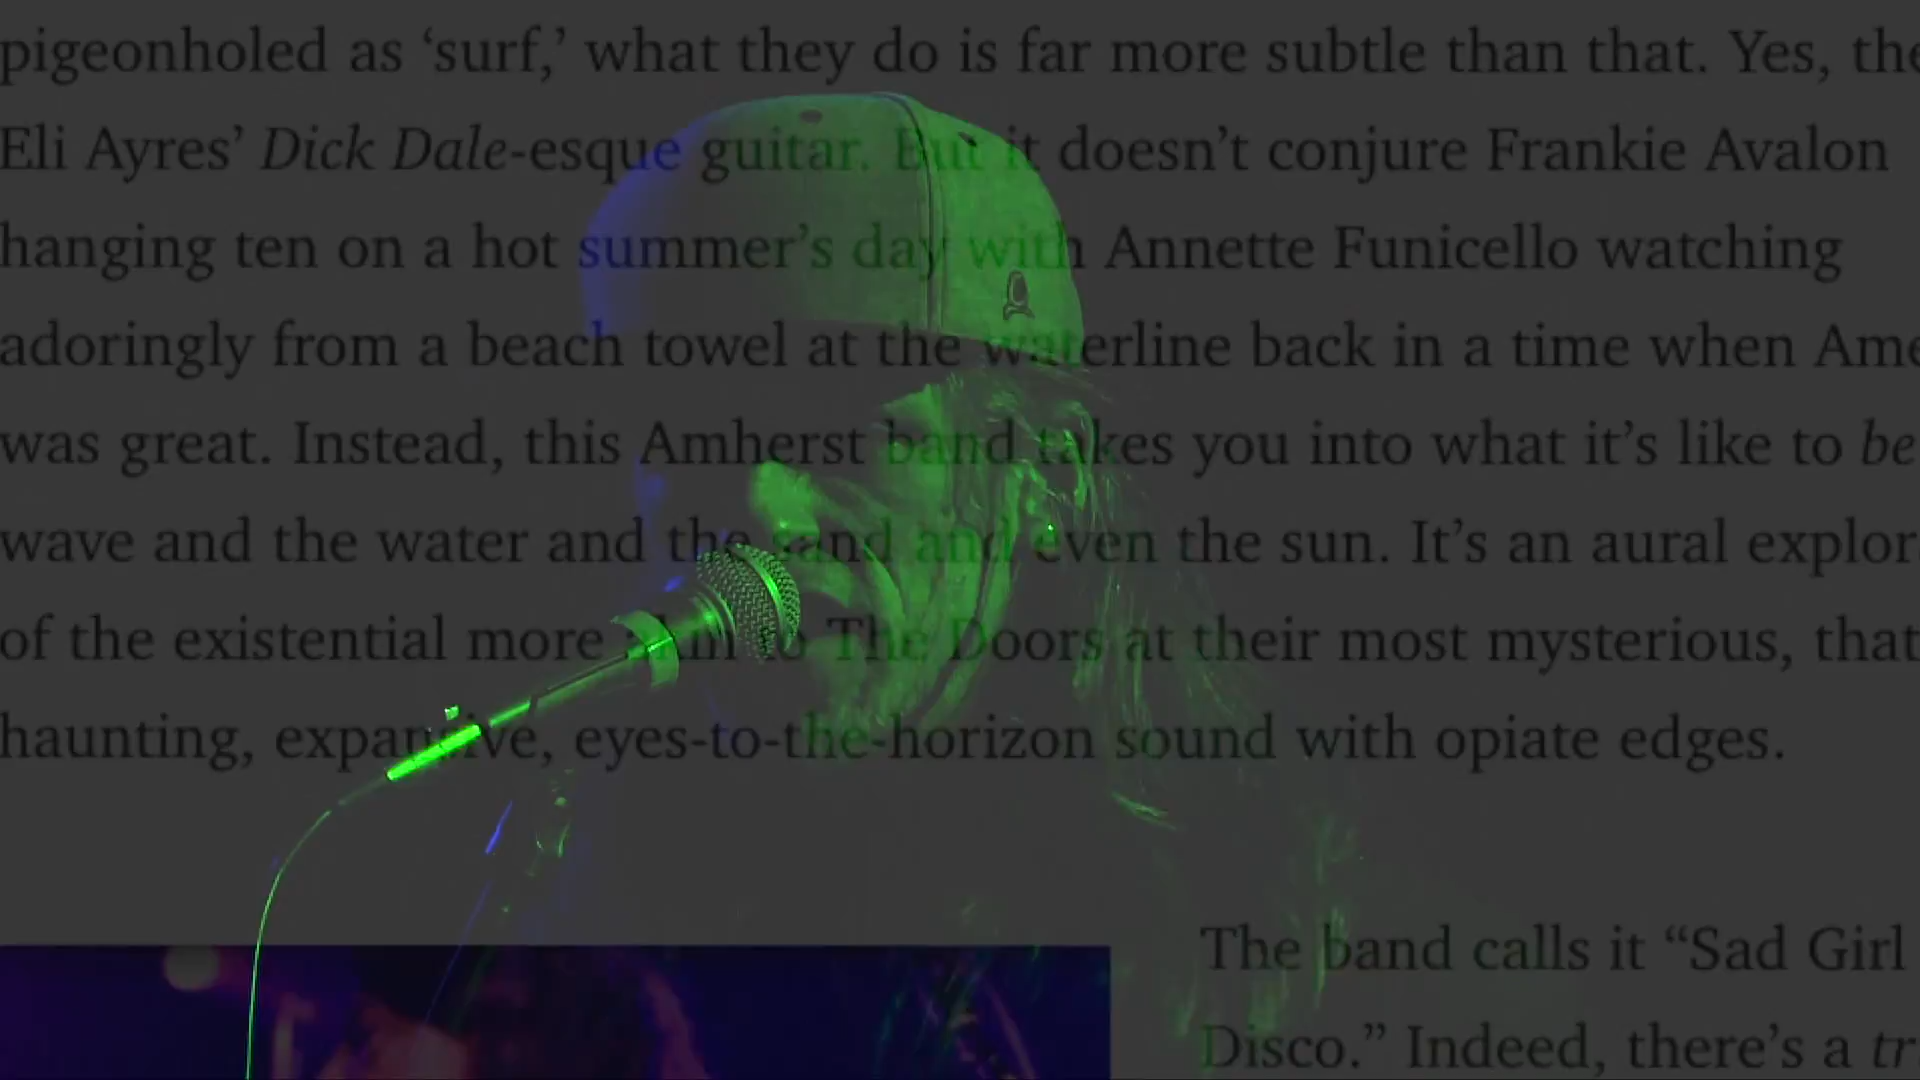 pigeonholed as ‘surf,’ what they do is far more subtle than that. Yes, the
Eli Ayres’ Dick Dale-esque guitar. But it doesn’t conjure Frankie Avalon
hanging ten on a hot summer’s day with Annette Funicello watching
adoringly from a beach towel at the waterline back in a time when Ame
was great. Instead, this Amherst band takes you into what it’s like to be
wave and the water and the sand and even the sun. It’s an aural explor
of the existential more akin to The Doors at their most mysterious, that
haunting, expansive, eyes-to-the-horizon sound with opiate edges.
The band calls it “Sad Girl
Disco.” Indeed, there’s a tr